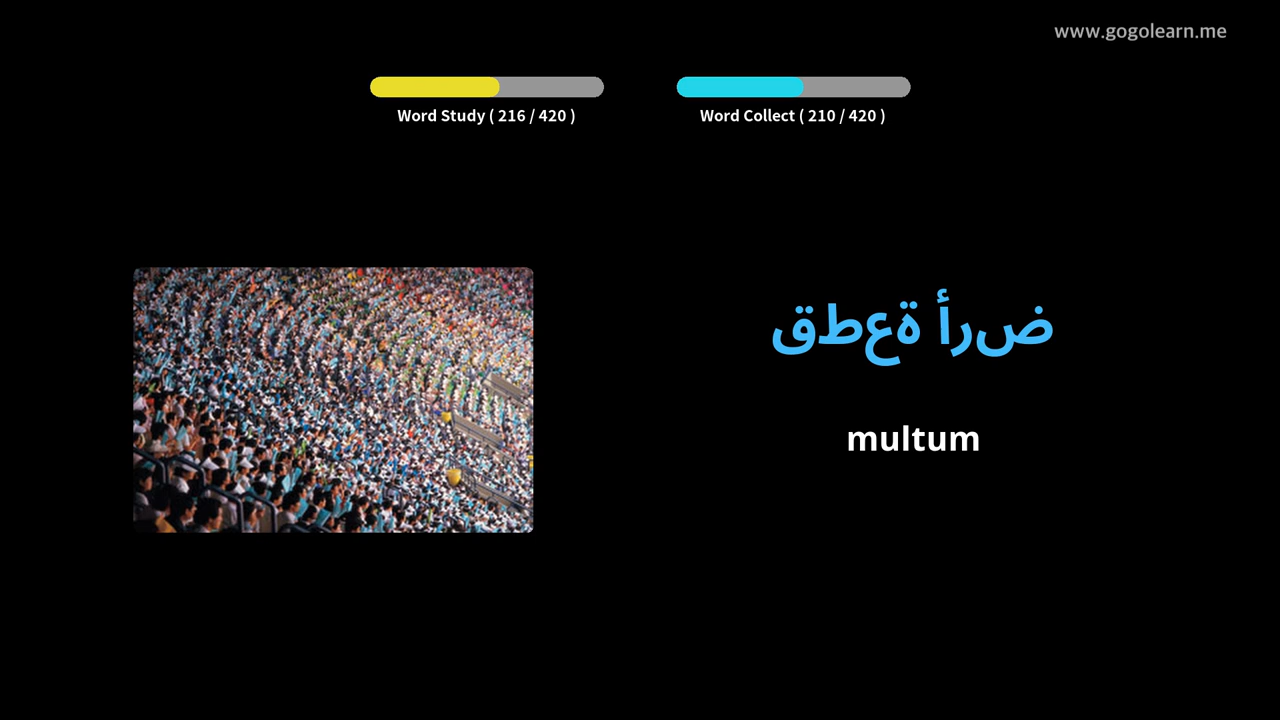 www.gogolearn.me
Word Study ( 216 / 420 )
Word Collect ( 210 / 420 )
قطعة أرض
multum